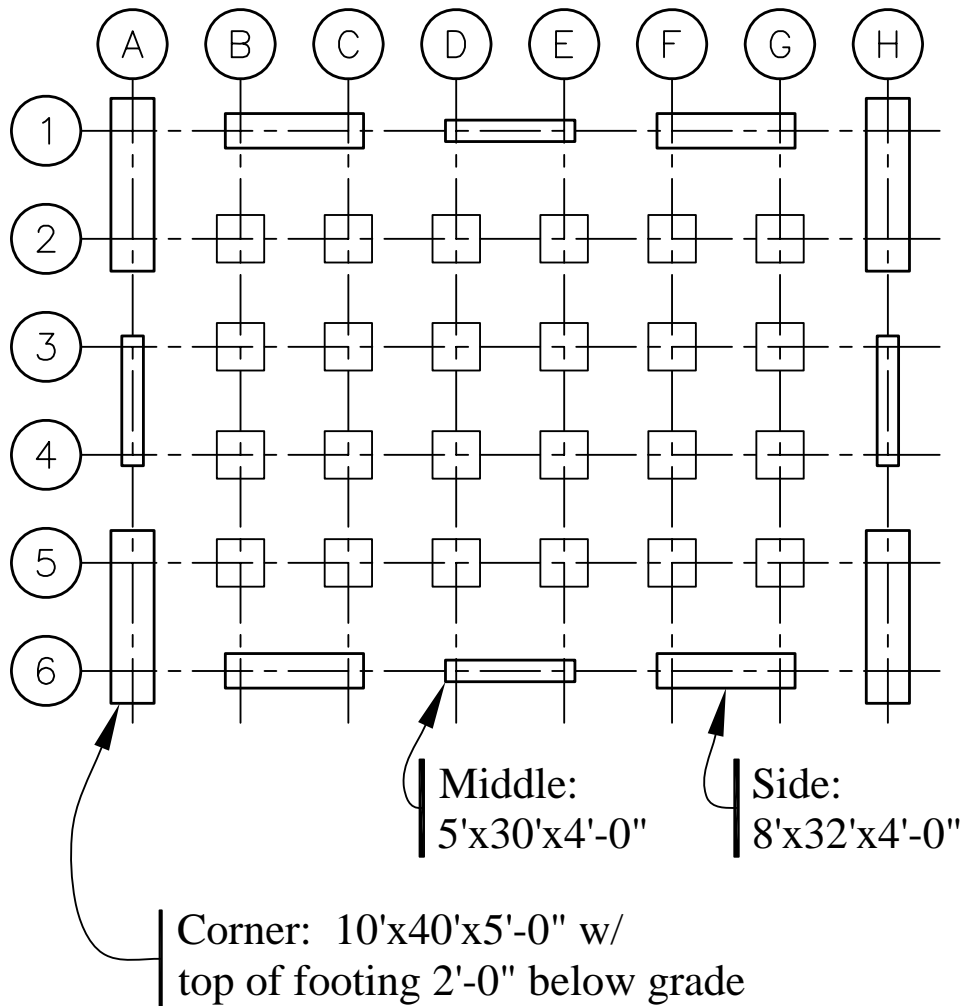 A B C D E F G H
1
2
3
4
5
6
Middle:
5'x30'x4'-0"
Side:
8'x32'x4'-0"
Corner: 10'x40'x5'-0" w/
top of footing 2'-0" below grade